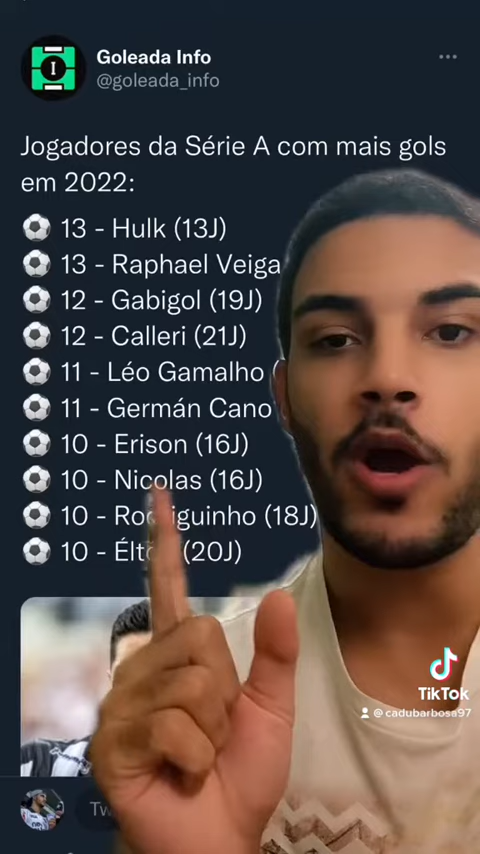 Goleada Info
@goleada_info
Jogadores da Série A com mais gols
em 2022:
13 - Hulk (13J)
13 - Raphael Veiga
12 - Gabigol (19J)
12 - Calleri (21J)
11 - Léo Gamalho (
11 - Germán Cano
10 - Erison (16J)
10 - Nicolas (16J)
10 - Rodriguinho (18J)
10 - Élton (20J)
TikTok
@cadubarbosa97